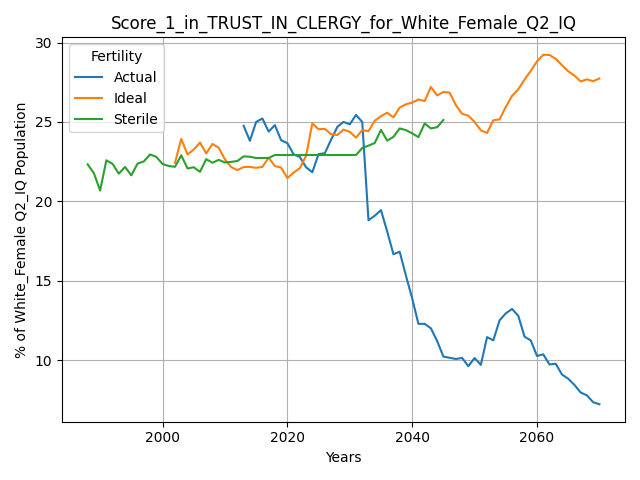 Score_1_in_TRUST_IN_CLERGY_for_White_Female_Q2_IQ
Fertility
Actual
Ideal
Sterile
% of White_Female Q2_IQ Population
30
25
20
15
10
2000
2020
2040
2060
Years